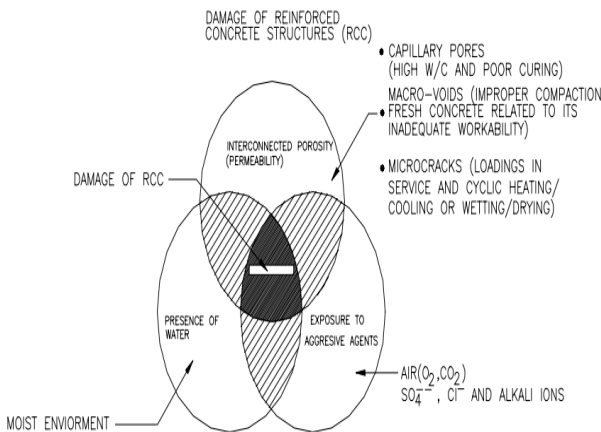 DAMAGE OF REINFORCED
CONCRETE STRUCTURES (RCC)
• CAPILLARY PORES
(HIGH W/C AND POOR CURING)
MACRO-VOIDS (IMPROPER COMPACTION
• FRESH CONCRETE RELATED TO ITS
INADEQUATE WORKABILITY)
• MICROCRACKS (LOADINGS IN
SERVICE AND CYCLIC HEATING/
COOLING OR WETTING/DRYING)
INTERCONNECTED POROSITY
(PERMEABILITY)
DAMAGE OF RCC
PRESENCE OF
WATER
EXPOSURE TO
AGGRESIVE AGENTS
AIR(O₂,CO₂)
SO₄⁻⁻, Cl⁻ AND ALKALI IONS
MOIST ENVIORMENT